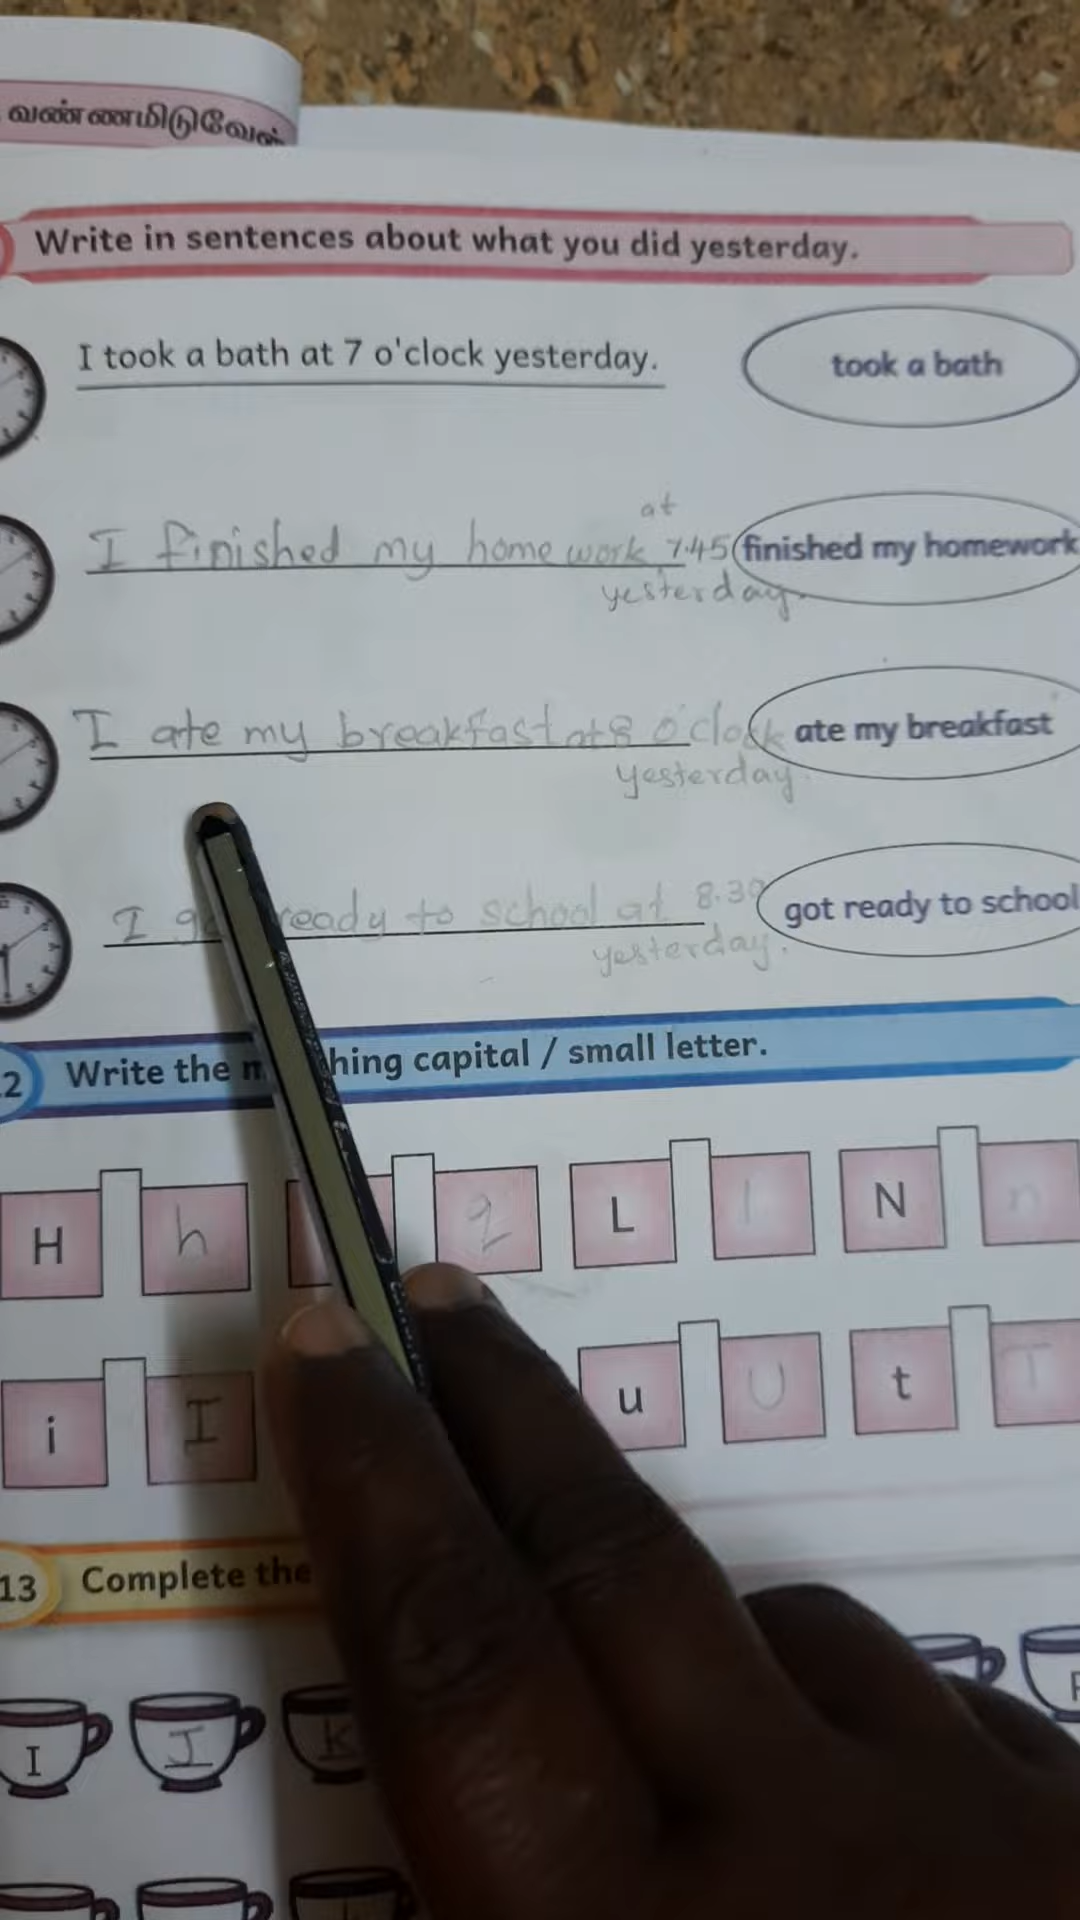 வண்ணமிடுவேன்
Write in sentences about what you did yesterday.
I took a bath at 7 o'clock yesterday.
took a bath
at
I finished my home work 7.45
finished my homework
yesterday.
I ate my breakfast at 8 o'clock
ate my breakfast
yesterday.
I ready to school at 8.30
got ready to school
yesterday.
2 Write the capital / small letter.
H h L l N n
i I u U t T
13 Complete the
I J K